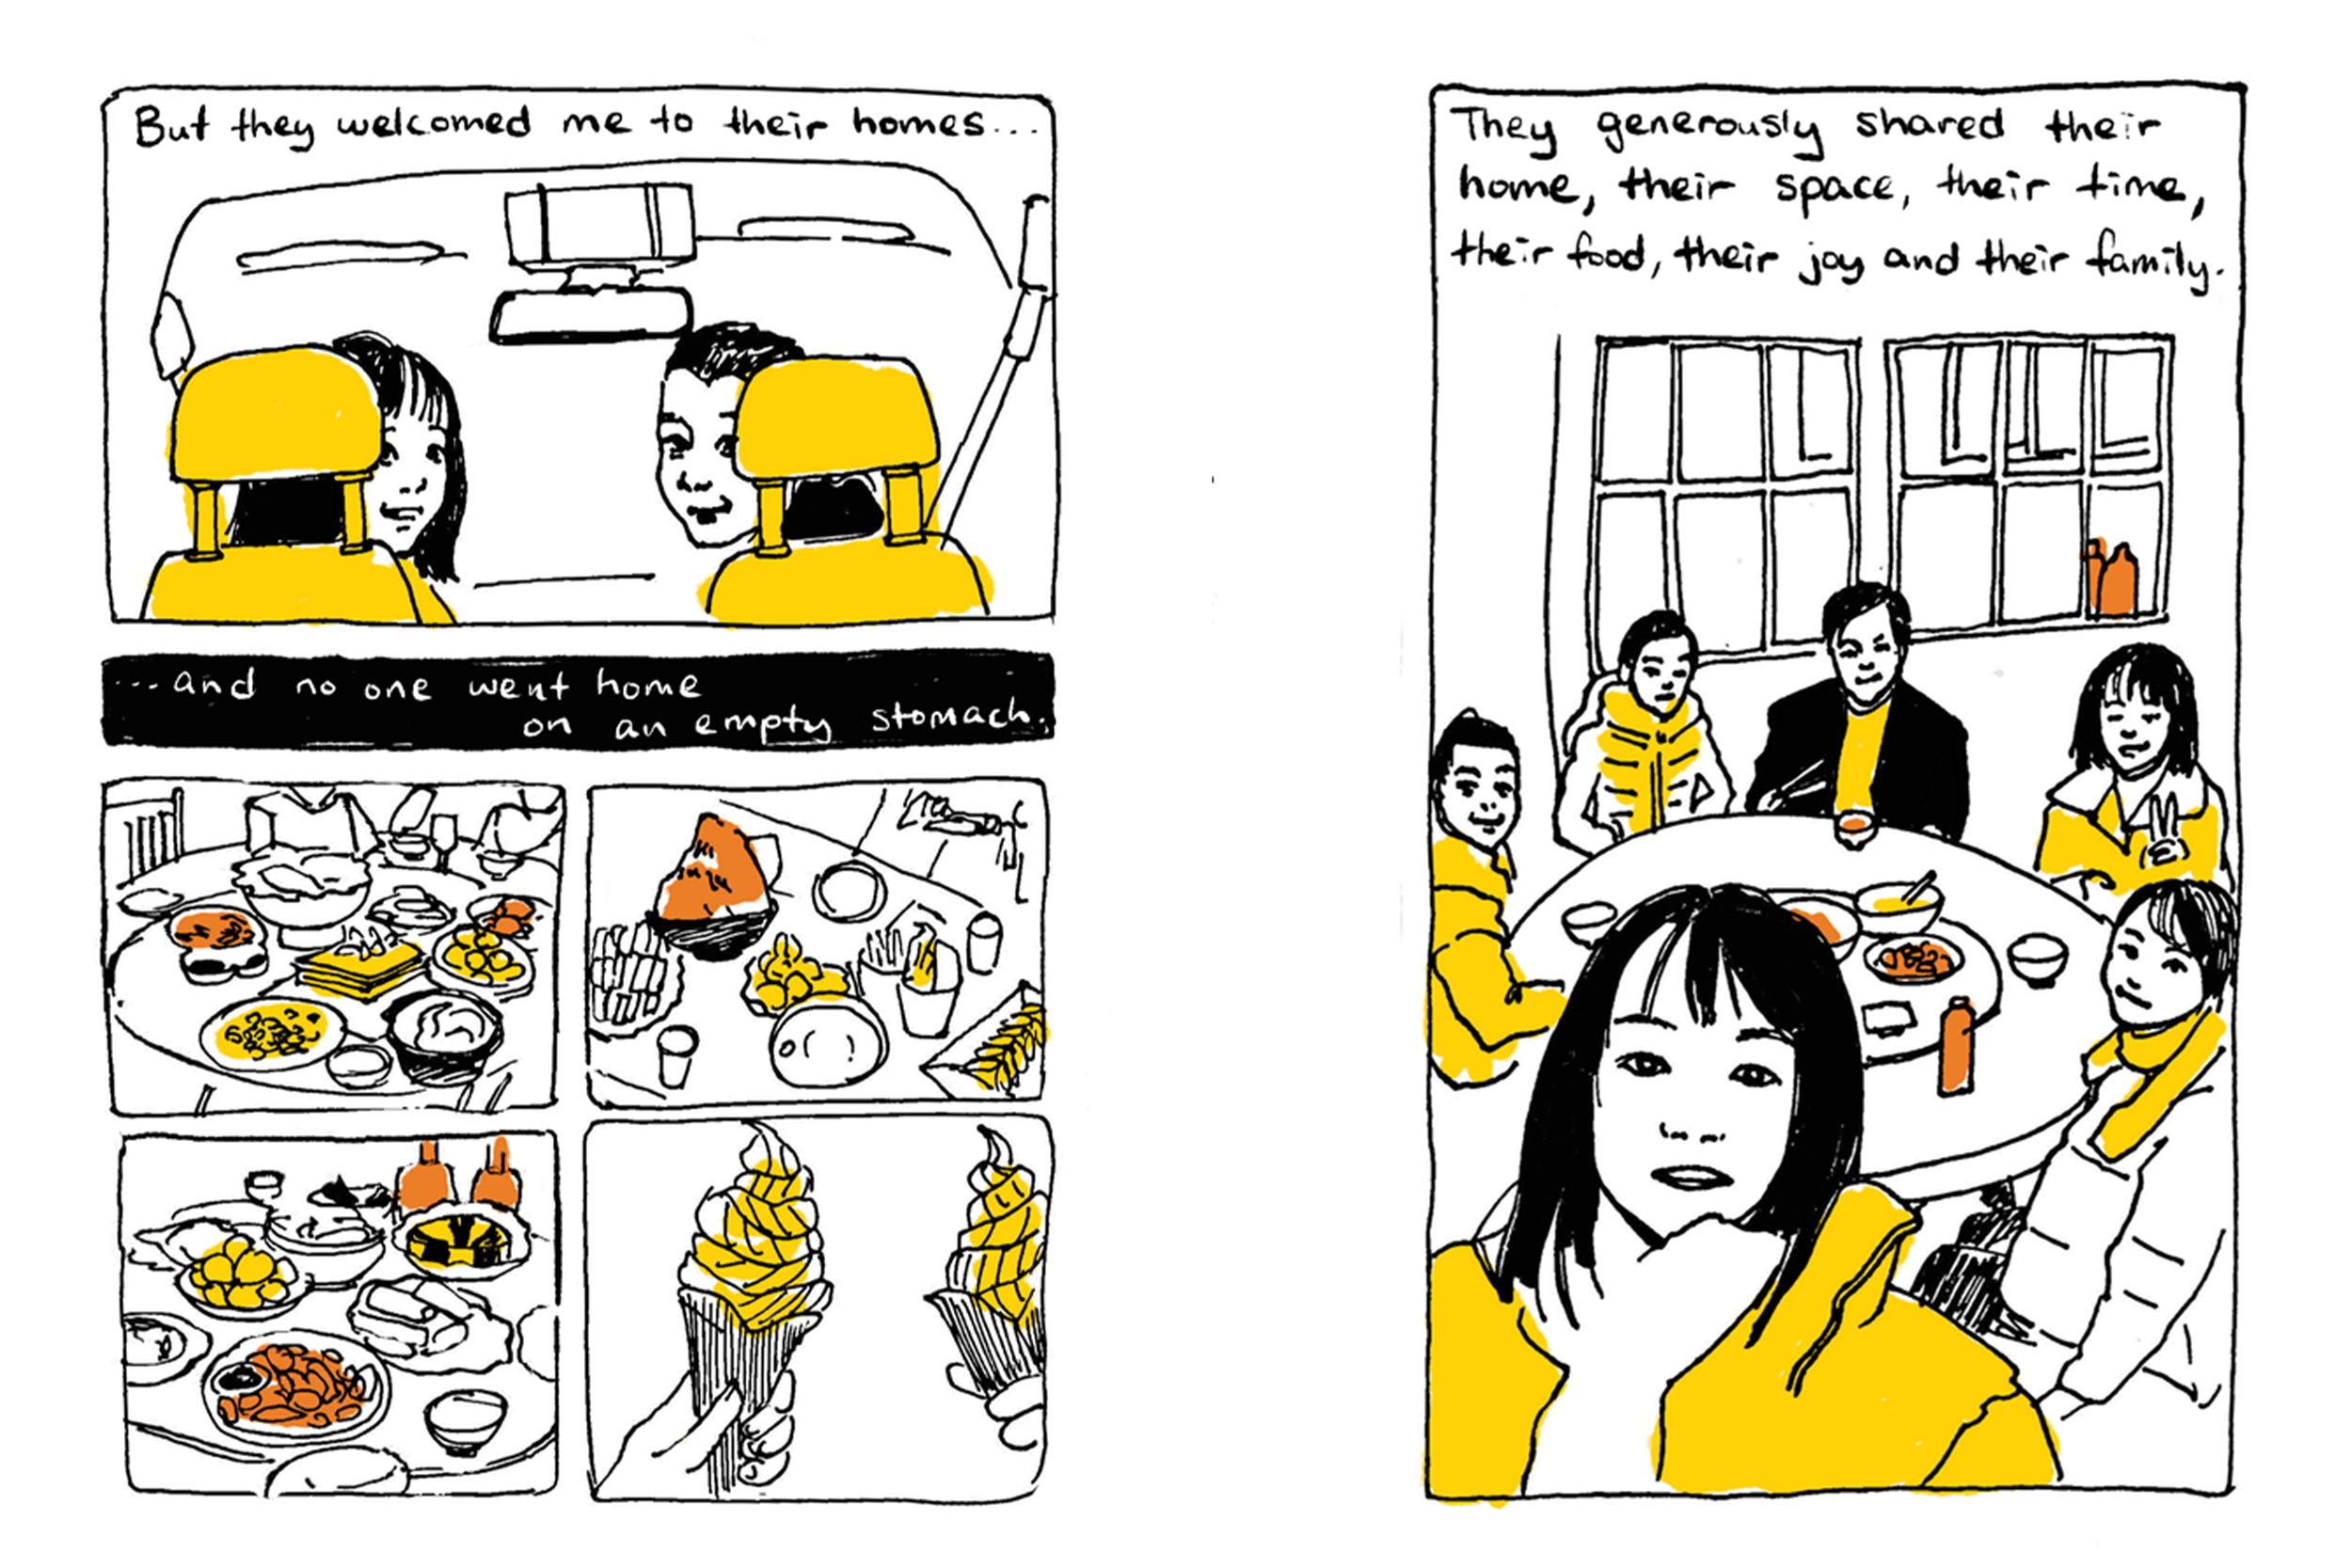 But they welcomed me to their homes...
...and no one went home
on an empty stomach.
They generously shared their
home, their space, their time,
their food, their joy and their family.